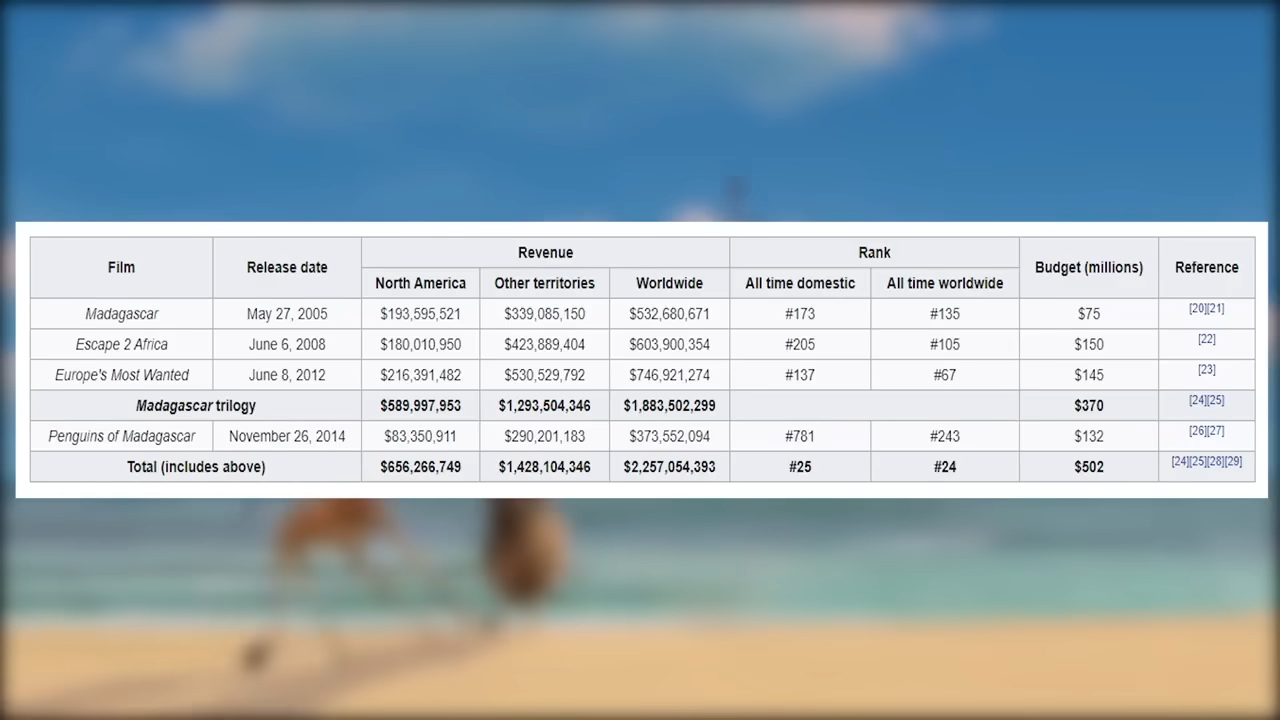 Film Release date Revenue Rank Budget (millions) Reference
North America Other territories Worldwide All time domestic All time worldwide
Madagascar May 27, 2005 $193,595,521 $339,085,150 $532,680,671 #173 #135 $75 [20][21]
Escape 2 Africa June 6, 2008 $180,010,950 $423,889,404 $603,900,354 #205 #105 $150 [22]
Europe's Most Wanted June 8, 2012 $216,391,482 $530,529,792 $746,921,274 #137 #67 $145 [23]
Madagascar trilogy $589,997,953 $1,293,504,346 $1,883,502,299 $370 [24][25]
Penguins of Madagascar November 26, 2014 $83,350,911 $290,201,183 $373,552,094 #781 #243 $132 [26][27]
Total (includes above) $656,266,749 $1,428,104,346 $2,257,054,393 #25 #24 $502 [24][25][28][29]